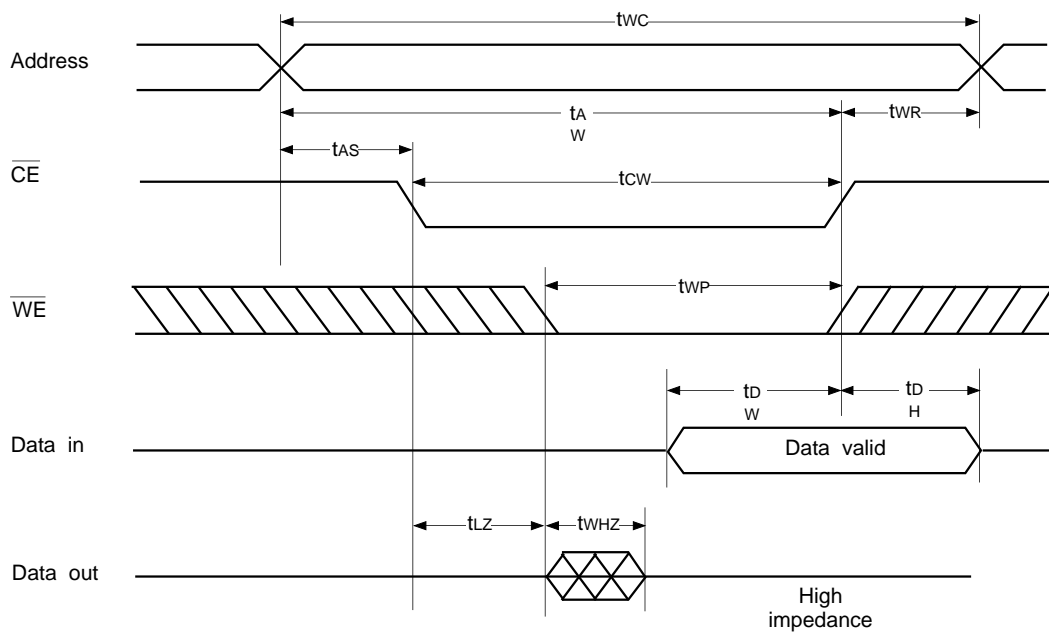 tWC
Address
tA
W
tWR
tAS
CE
tCW
WE
tWP
tD
W
tD
H
Data in
Data valid
tLZ
tWHZ
Data out
High
impedance